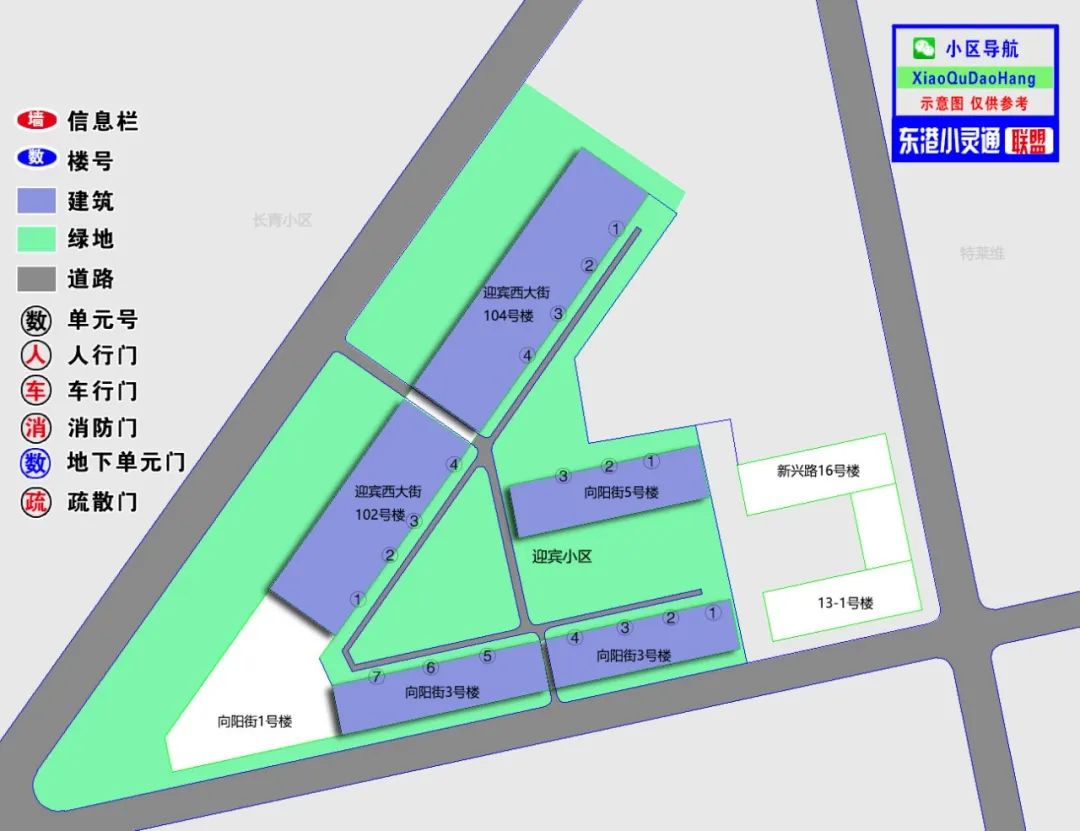 小区导航
XiaoQuDaoHang
示意图 仅供参考
东港小灵通 联盟
墙 信息栏
数 楼号
建筑
绿地
道路
数 单元号
人 人行门
车 车行门
消 消防门
数 地下单元门
疏 疏散门
长青小区
特莱维
迎宾西大街
104号楼
①
②
③
④
迎宾西大街
102号楼
④
③
②
①
向阳街5号楼
③
②
①
迎宾小区
新兴路16号楼
13-1号楼
向阳街3号楼
④
③
②
①
向阳街3号楼
⑦
⑥
⑤
向阳街1号楼